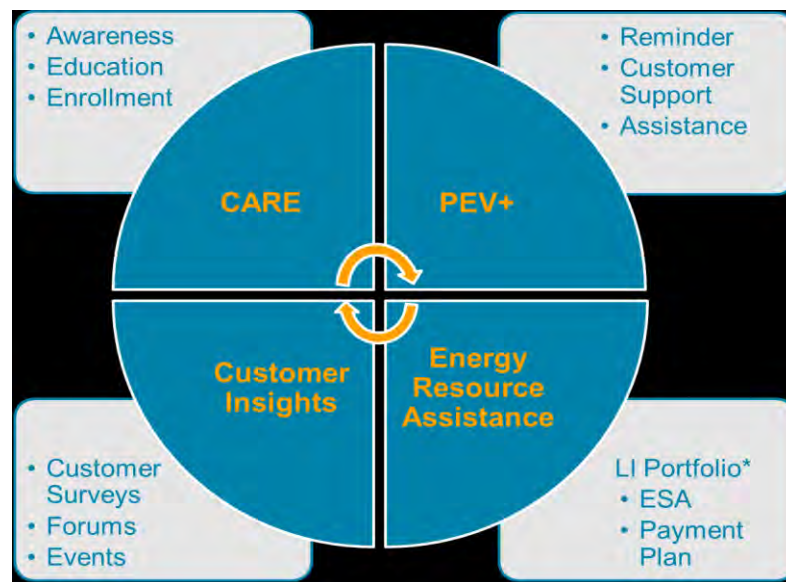 • Awareness
• Education
• Enrollment
• Reminder
• Customer
Support
• Assistance
CARE
PEV+
Customer
Insights
Energy
Resource
Assistance
• Customer
Surveys
• Forums
• Events
LI Portfolio*
• ESA
• Payment
Plan